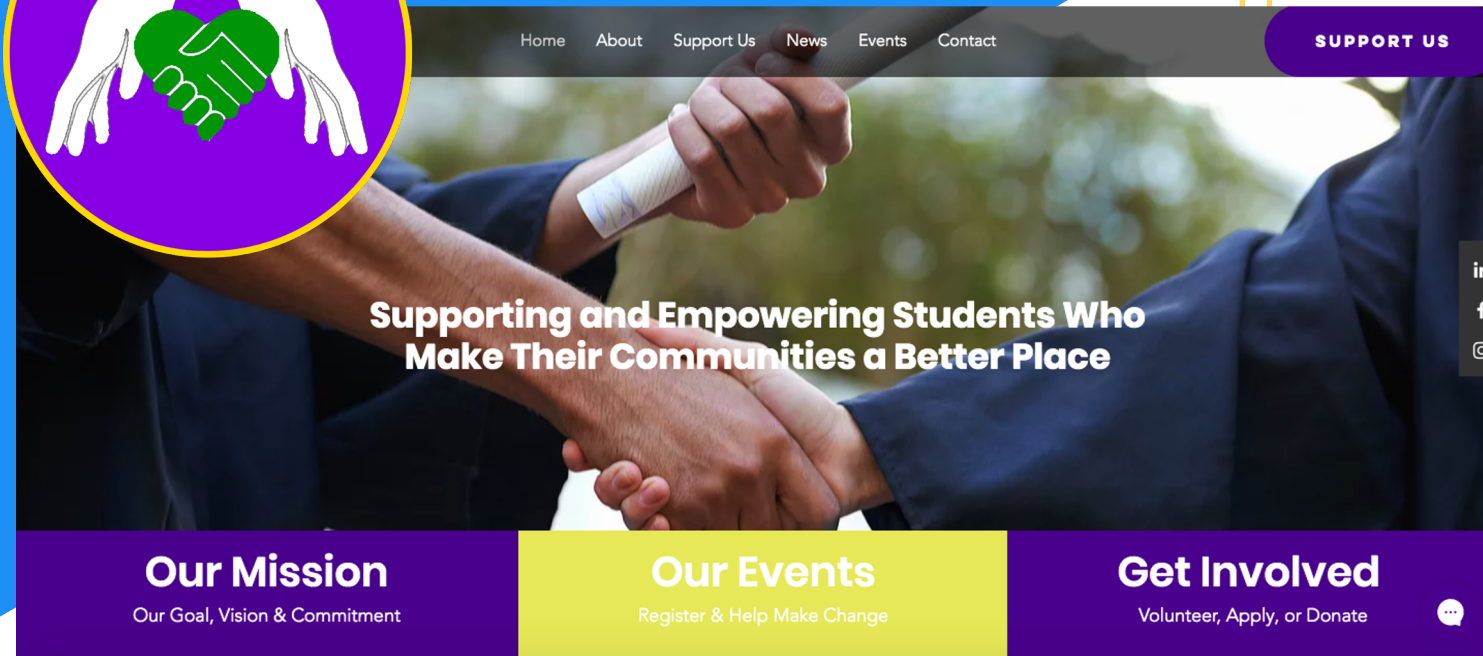 Home About Support Us News Events Contact
SUPPORT US
Supporting and Empowering Students Who
Make Their Communities a Better Place
Our Mission
Our Goal, Vision & Commitment
Our Events
Register & Help Make Change
Get Involved
Volunteer, Apply, or Donate